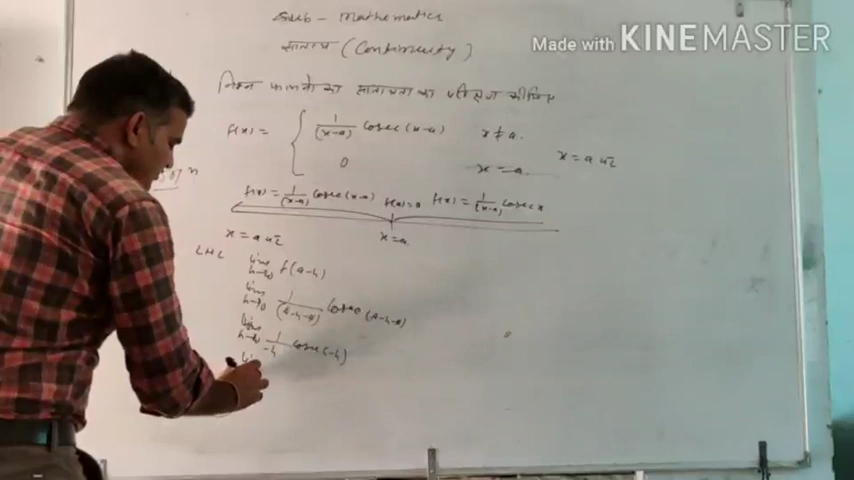 Sub - Mathematics
Made with KINEMASTER
सातत्य (Continuity)
निम्न फलनों का सातत्यता का परीक्षण कीजिए
f(x) = { 1/(x-a) cosec(x-a) x ≠ a.
0 x = a.
x = a पर
f(x) = 1/(x-a) cosec(x-a) f(a)=0 f(x) = 1/(x-a) cosec x
x = a पर x = a.
LHL lim h→0 f(a-h)
lim h→0 1/(a-h-a) cosec (a-h-a)
lim h→0 1/-h cosec(-h)
lim